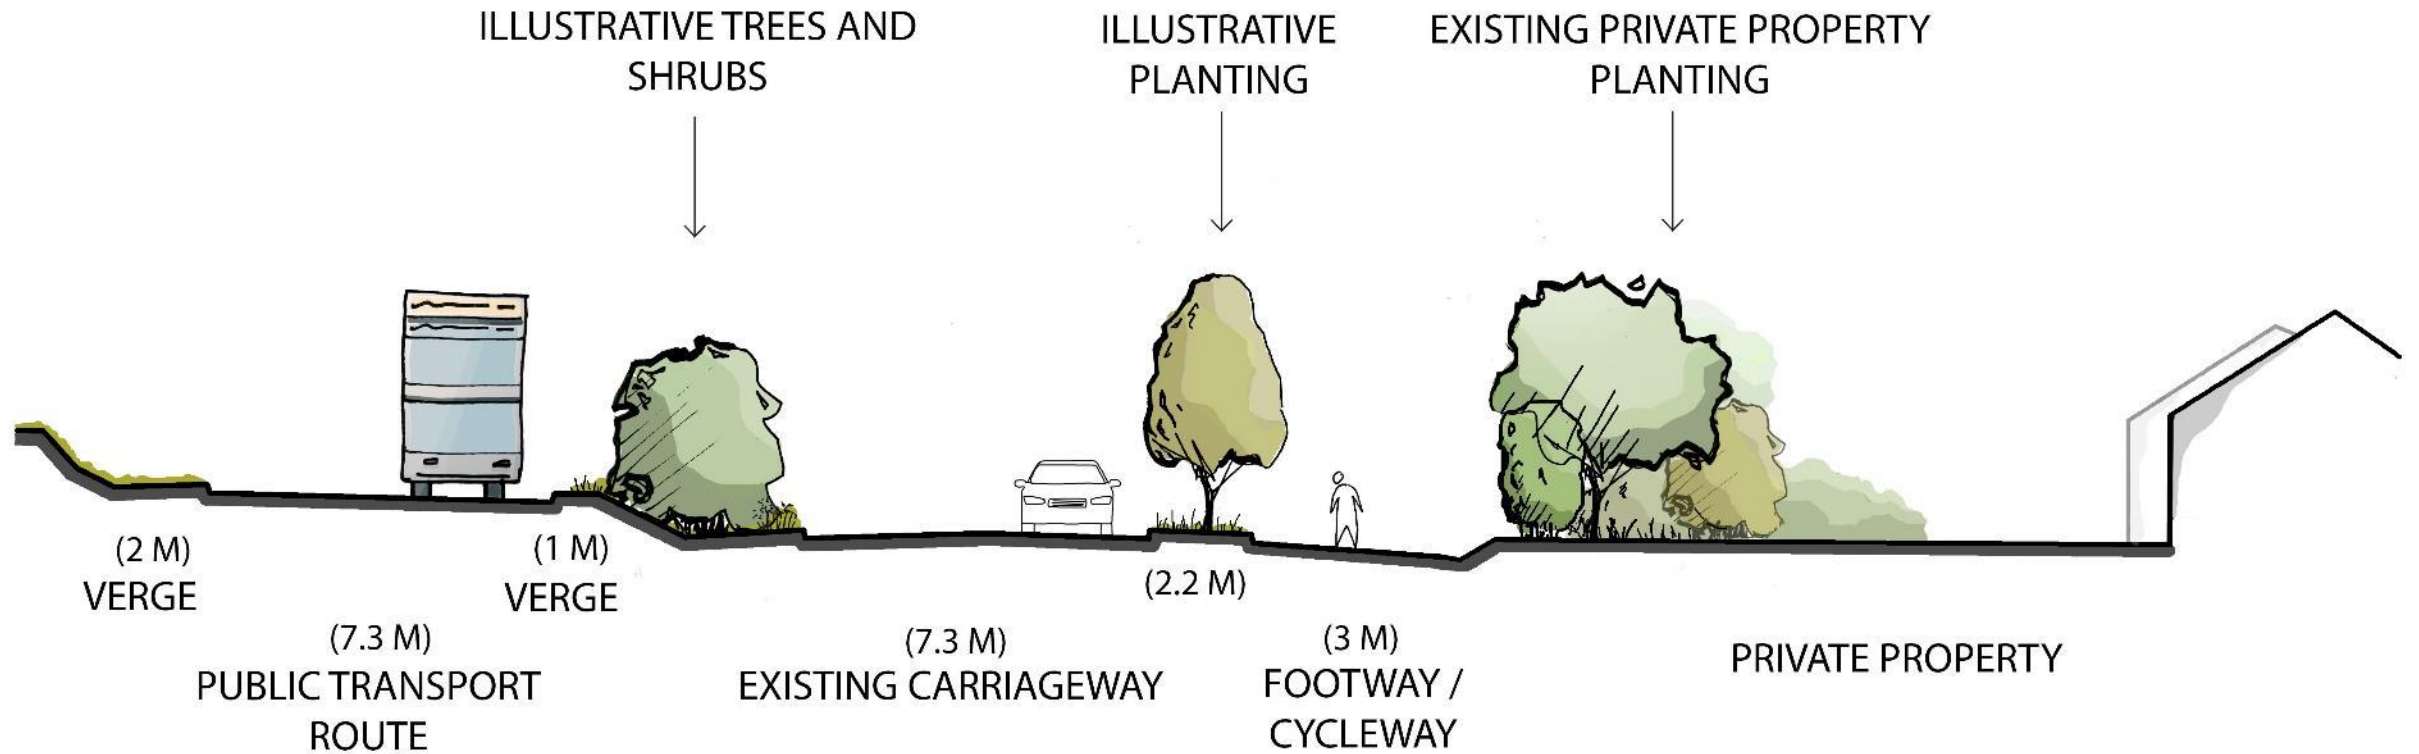 ILLUSTRATIVE TREES AND
SHRUBS
ILLUSTRATIVE
PLANTING
EXISTING PRIVATE PROPERTY
PLANTING
(2 M)
VERGE
(1 M)
VERGE
(2.2 M)
(7.3 M)
PUBLIC TRANSPORT
ROUTE
(7.3 M)
EXISTING CARRIAGEWAY
(3 M)
FOOTWAY /
CYCLEWAY
PRIVATE PROPERTY